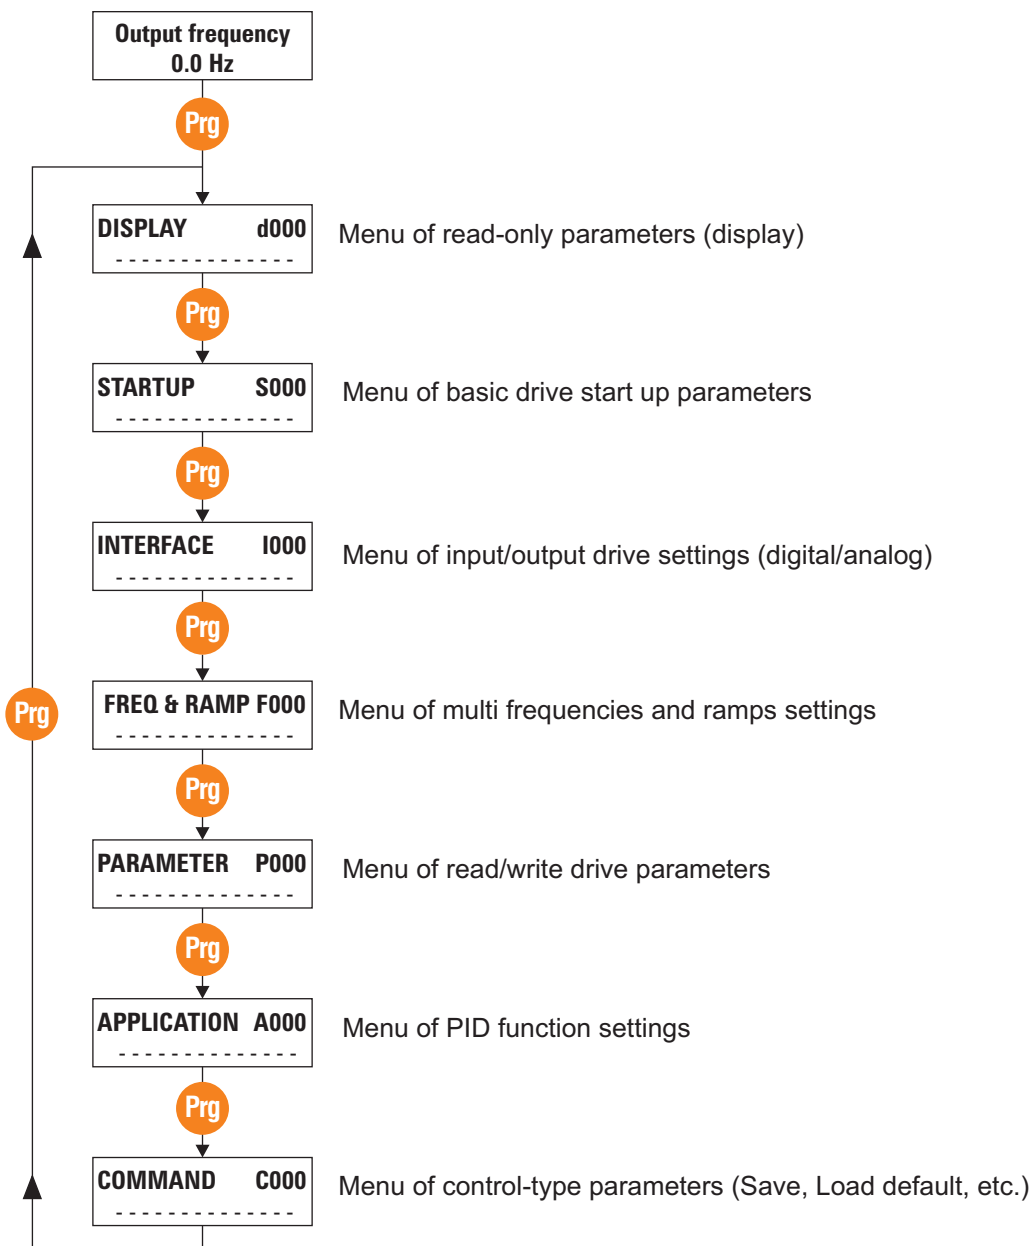 Output frequency
0.0 Hz
Prg
DISPLAY d000
- - - - - - - - - - - - - -
Menu of read-only parameters (display)
Prg
STARTUP S000
- - - - - - - - - - - - - -
Menu of basic drive start up parameters
Prg
INTERFACE I000
- - - - - - - - - - - - - -
Menu of input/output drive settings (digital/analog)
Prg
FREQ & RAMP F000
- - - - - - - - - - - - - -
Menu of multi frequencies and ramps settings
Prg
Prg
PARAMETER P000
- - - - - - - - - - - - - -
Menu of read/write drive parameters
Prg
APPLICATION A000
- - - - - - - - - - - - - -
Menu of PID function settings
Prg
COMMAND C000
- - - - - - - - - - - - - -
Menu of control-type parameters (Save, Load default, etc.)